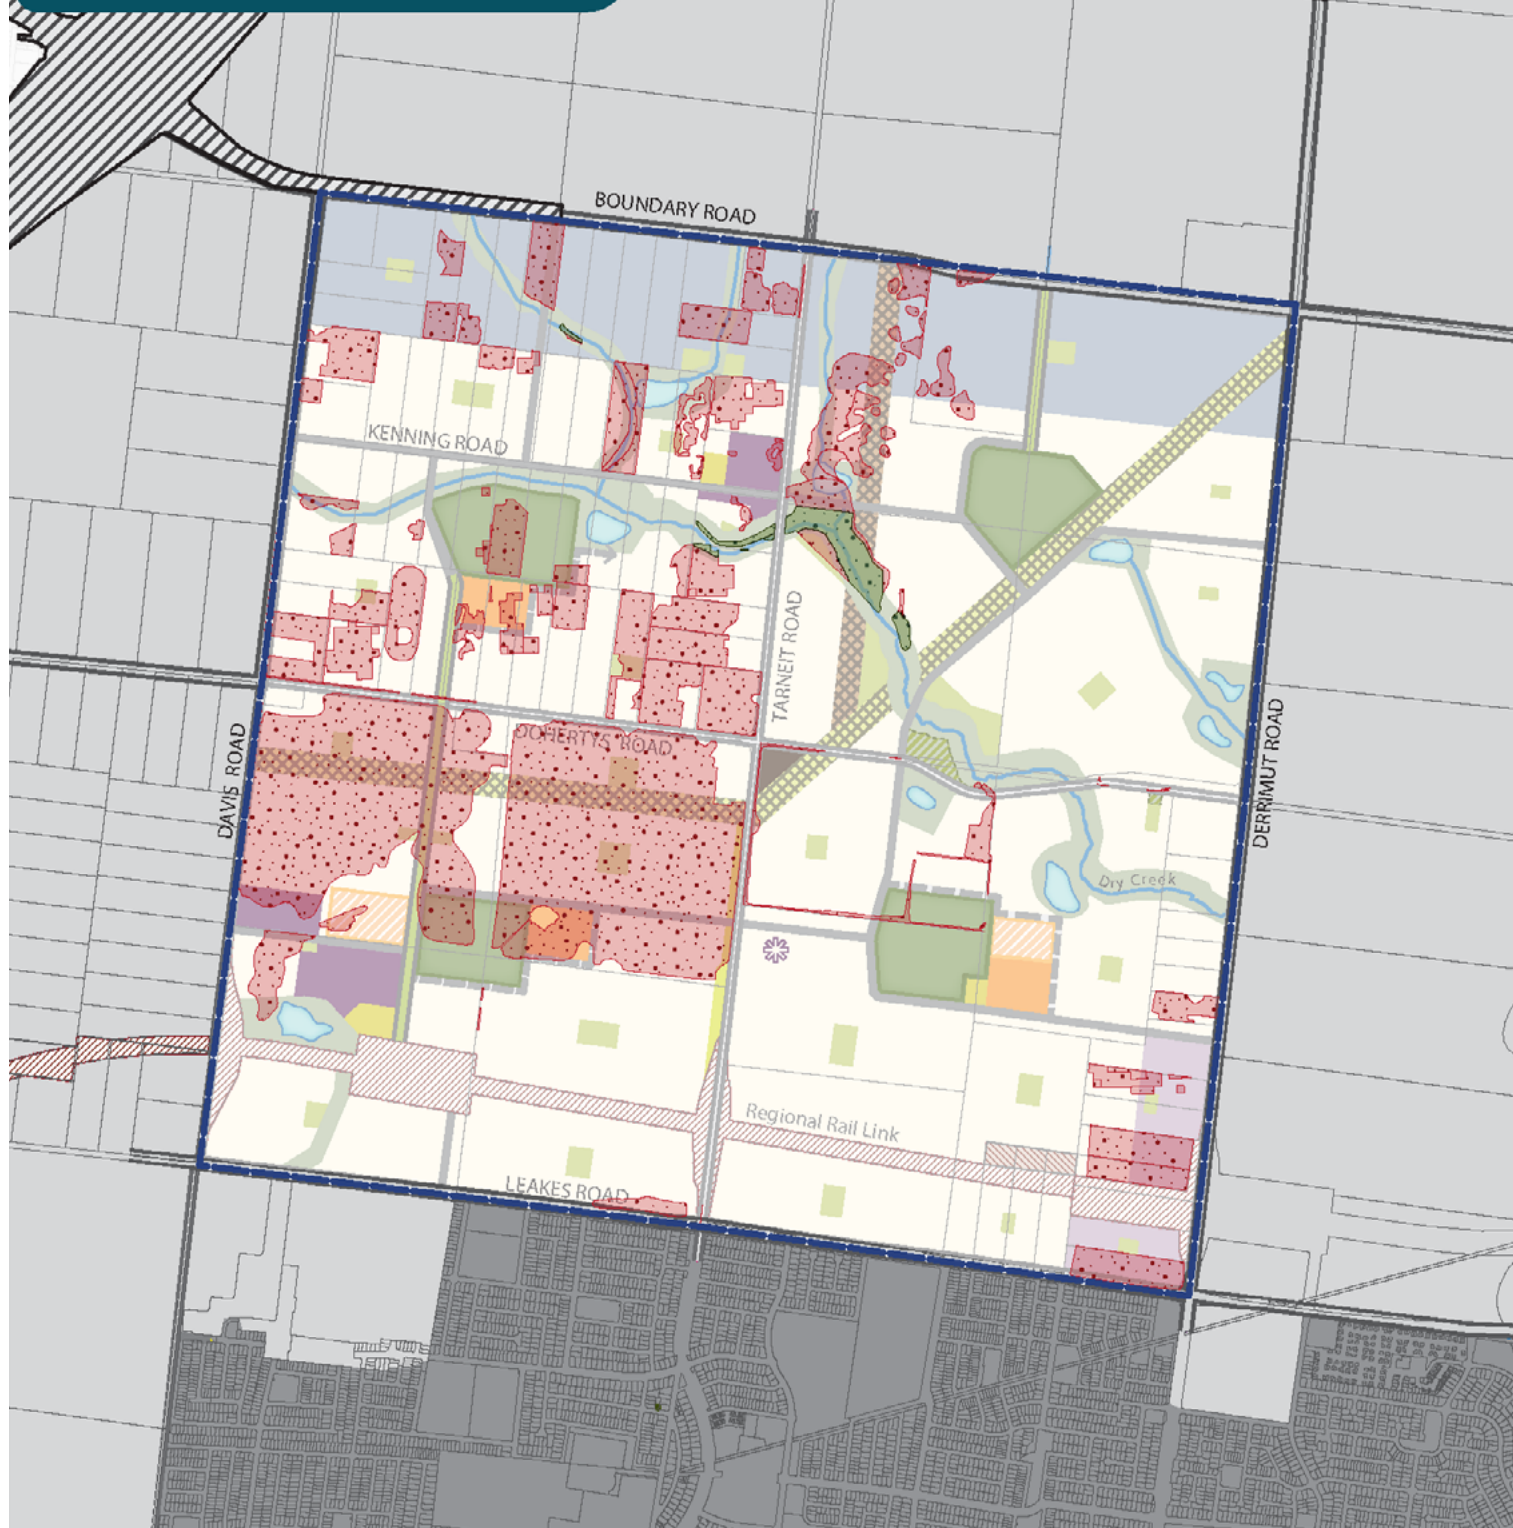 BOUNDARY ROAD
KENNING ROAD
TARNEIT ROAD
DOHERTYS ROAD
DAVIS ROAD
DERRIMUT ROAD
Dry Creek
Regional Rail Link
LEAKES ROAD